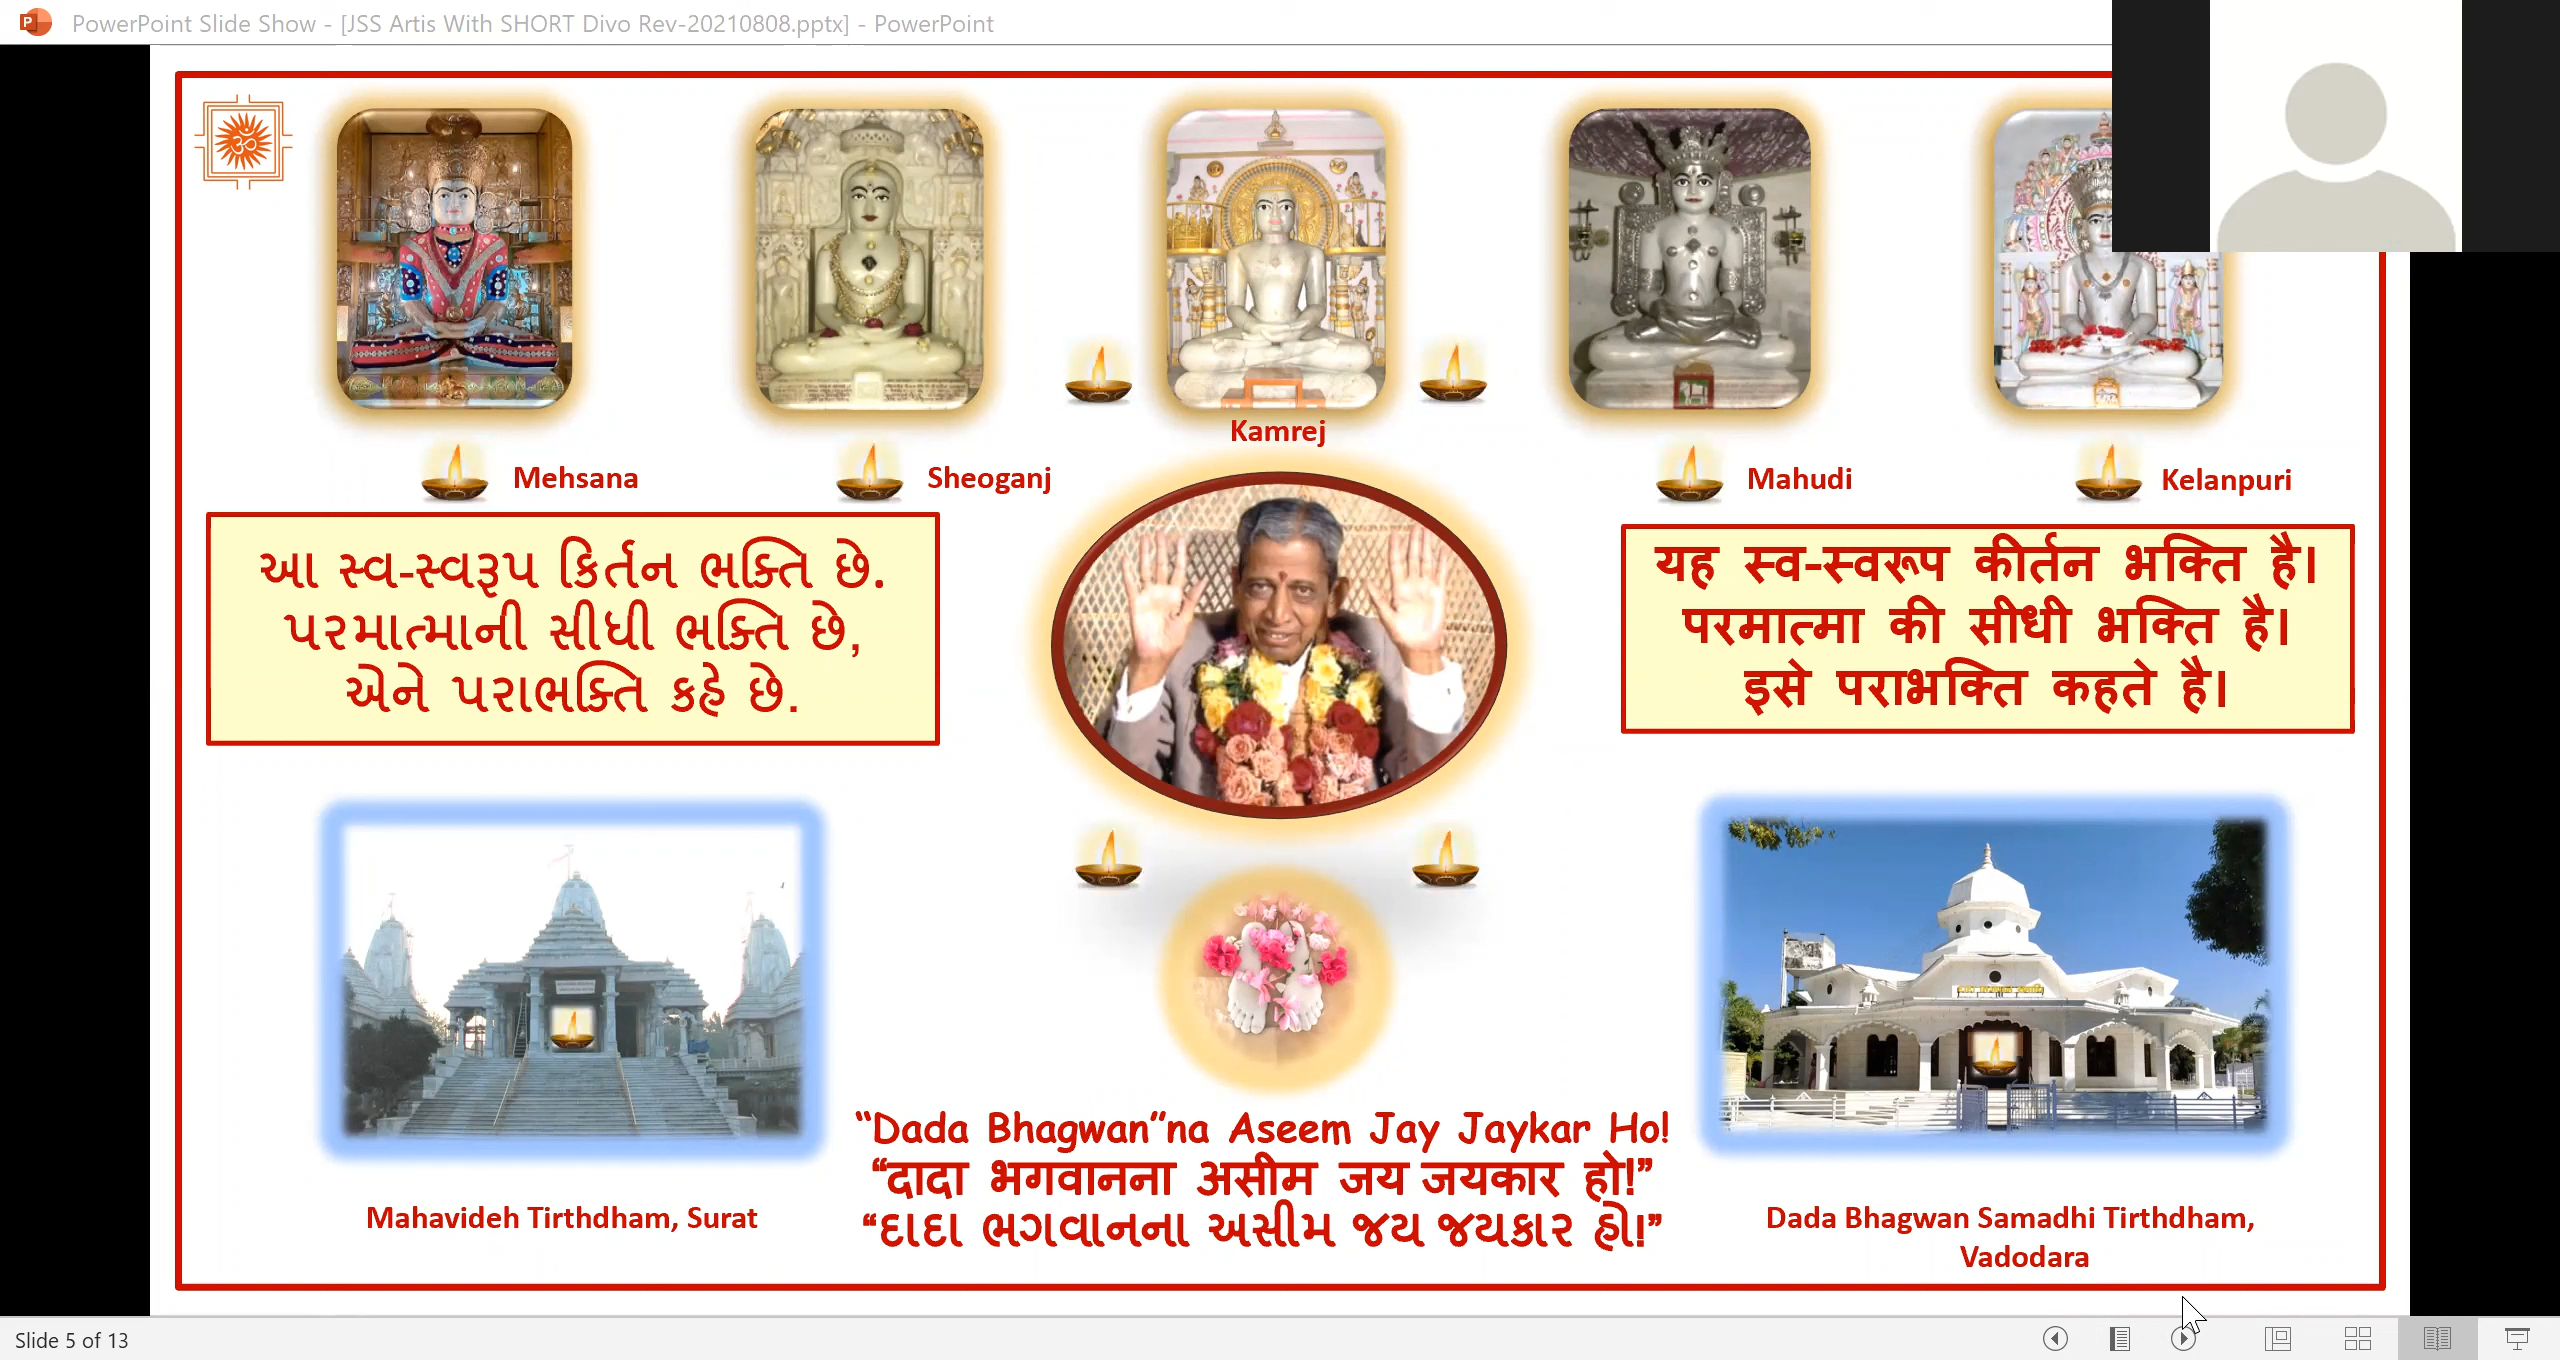 PowerPoint Slide Show - [JSS Artis With SHORT Divo Rev-20210808.pptx] - PowerPoint
Kamrej
Mehsana
Sheoganj
Mahudi
Kelanpuri
આ સ્વ-સ્વરૂપ કિર્તન ભક્તિ છે.
પરમાત્માની સીધી ભક્તિ છે,
એને પરાભક્તિ કહે છે.
यह स्व-स्वरूप कीर्तन भक्ति है।
परमात्मा की सीधी भक्ति है।
इसे पराभक्ति कहते है।
"Dada Bhagwan"na Aseem Jay Jaykar Ho!
“दादा भगवानना असीम जय जयकार हो!”
“દાદા ભગવાનના અસીમ જય જયકાર હો!”
Mahavideh Tirthdham, Surat
Dada Bhagwan Samadhi Tirthdham,
Vadodara
Slide 5 of 13